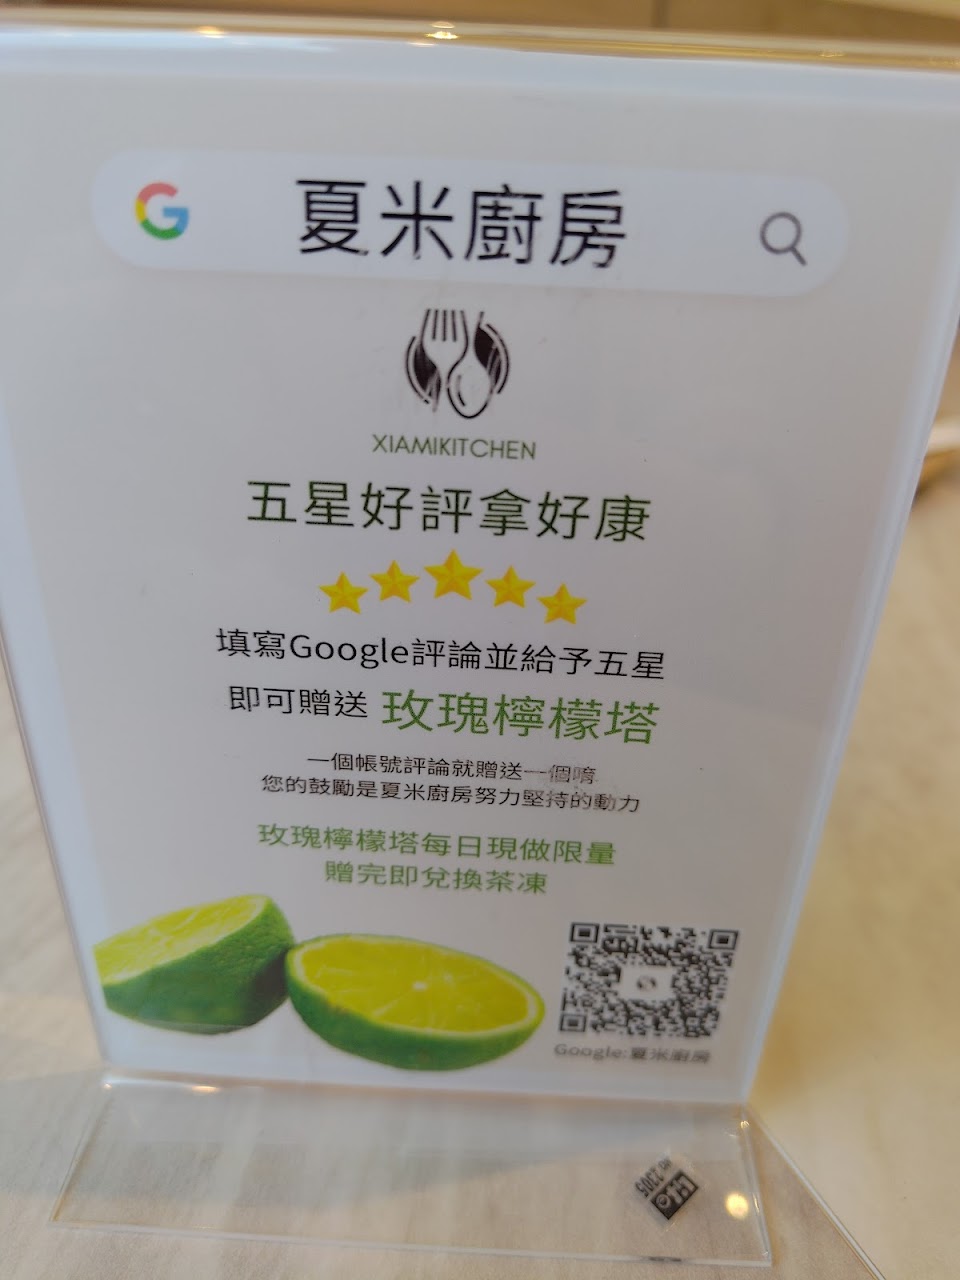 夏米廚房
XIAMIKITCHEN
五星好評拿好康
填寫Google評論並給予五星
即可贈送 玫瑰檸檬塔
一個帳號評論就贈送一個唷
您的鼓勵是夏米廚房努力堅持的動力
玫瑰檸檬塔每日現做限量
贈完即兌換茶凍
Google:夏米廚房